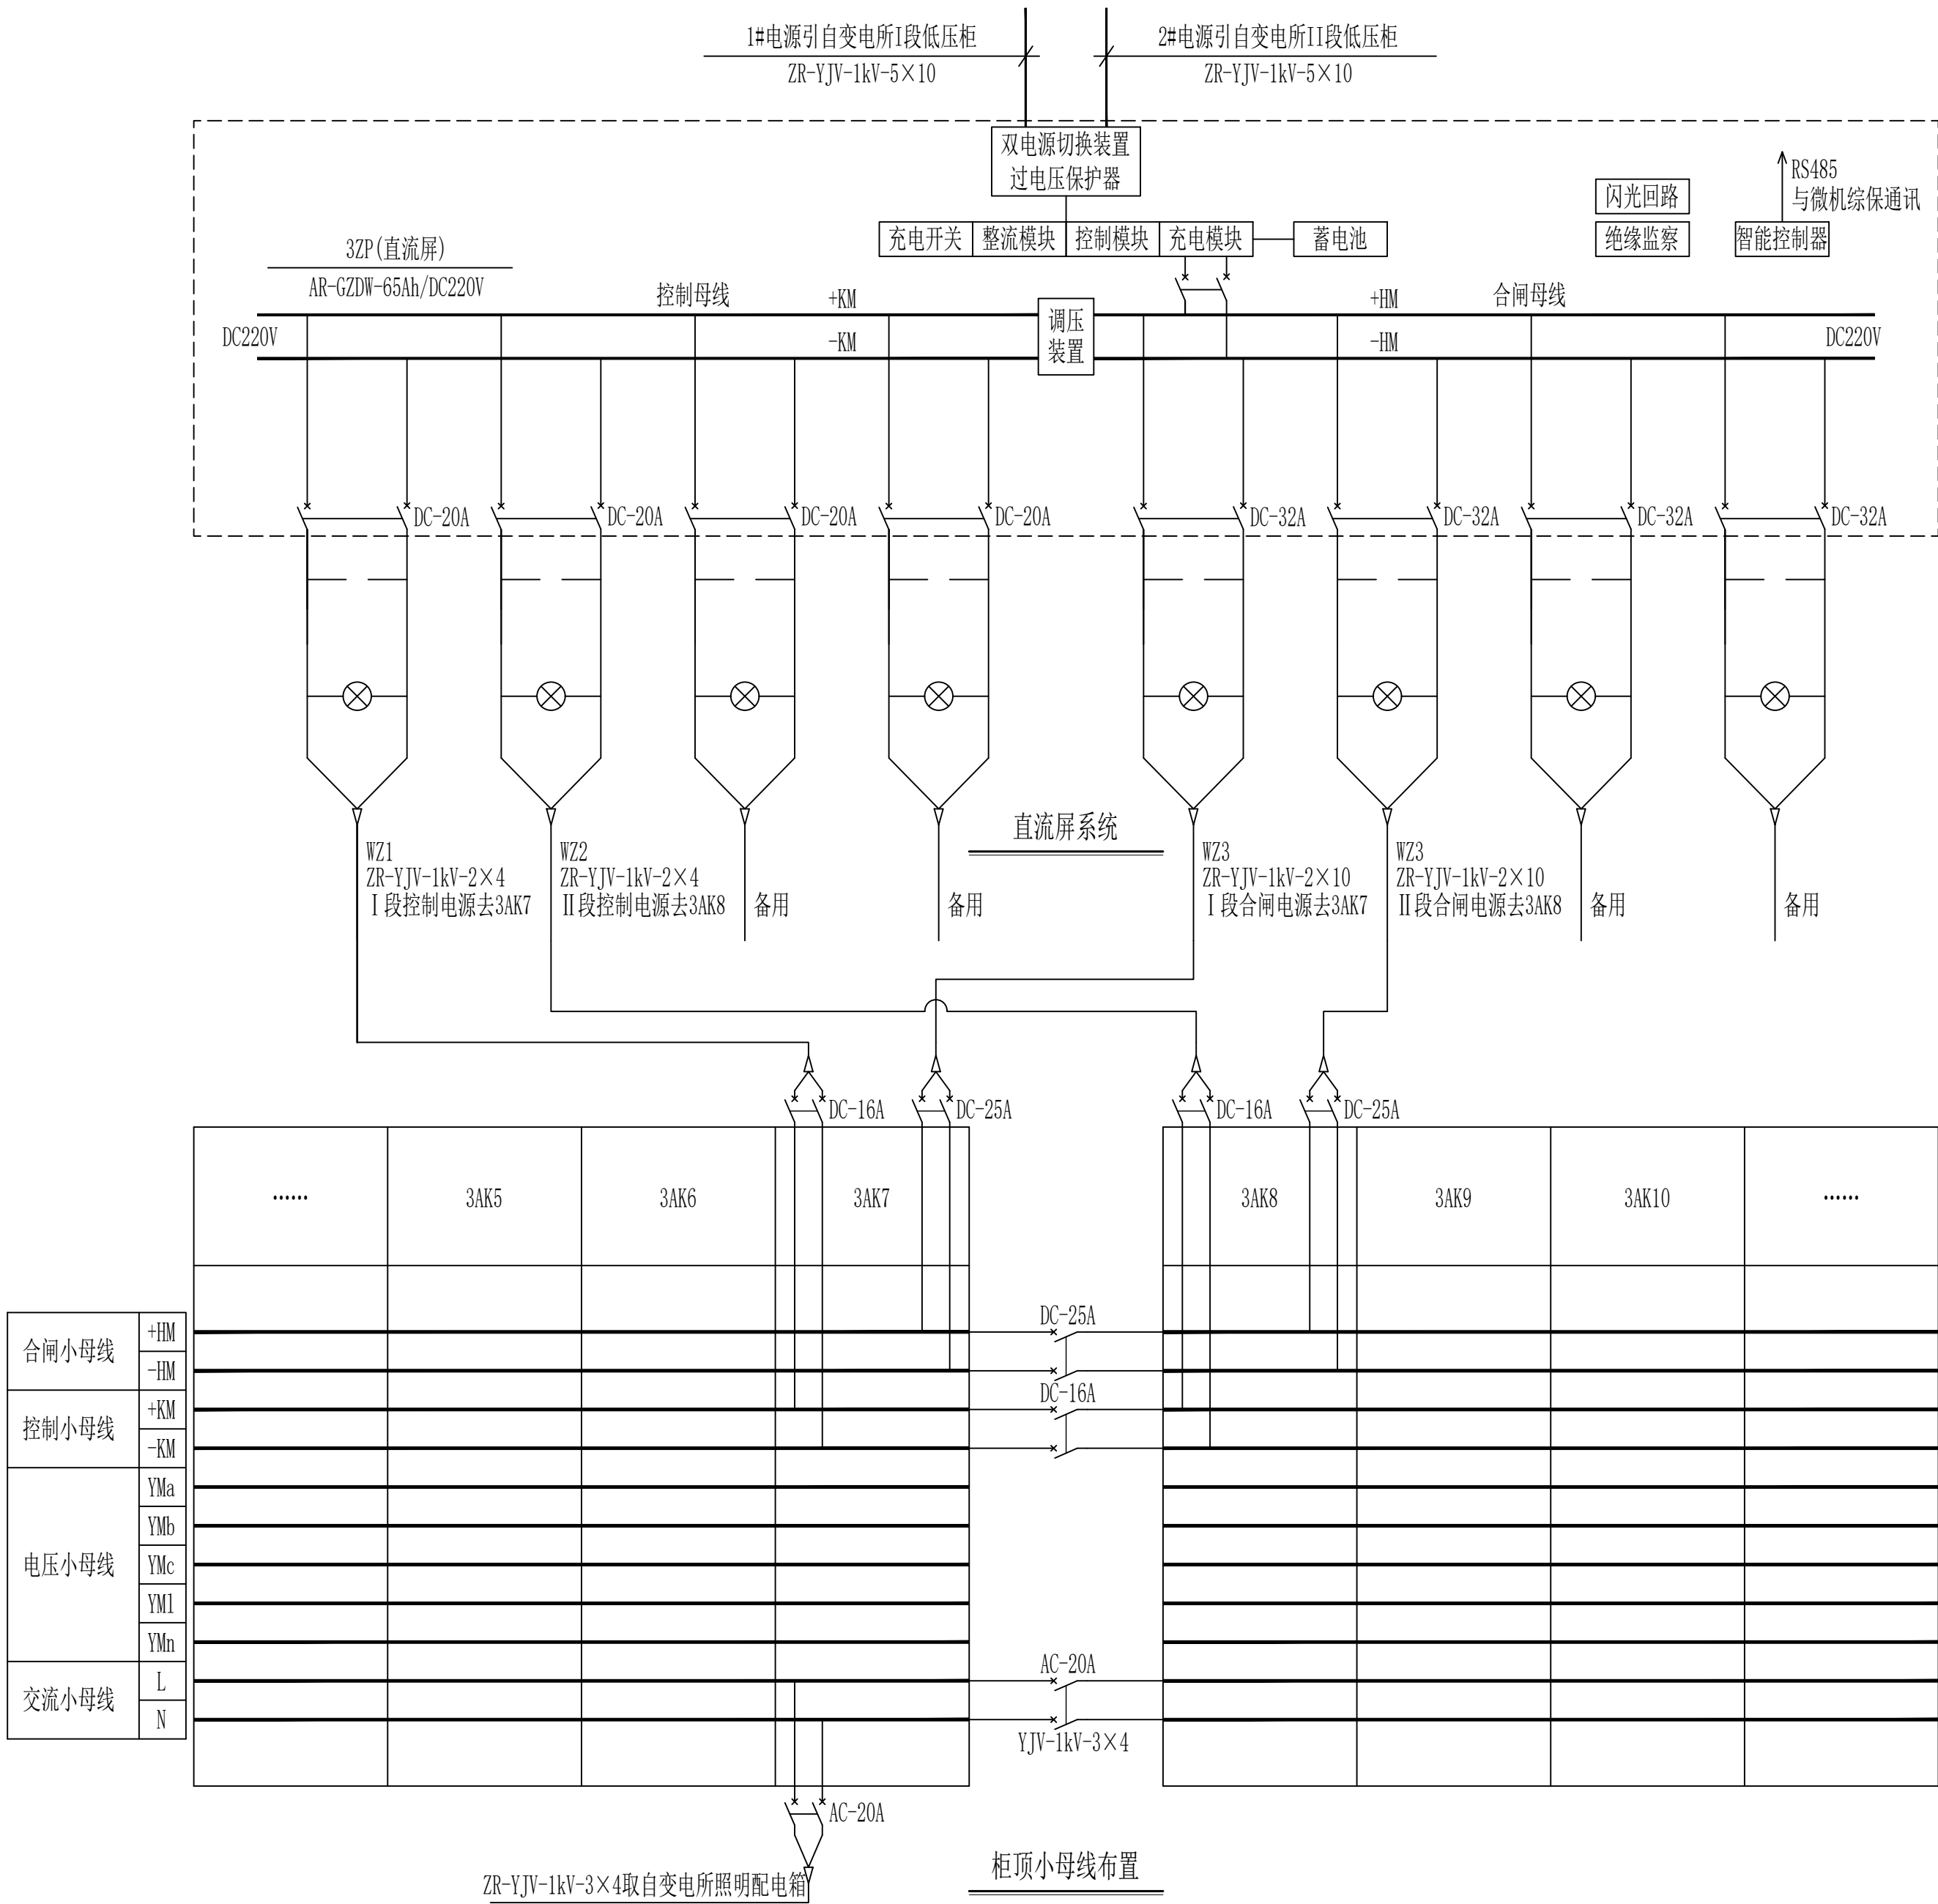 1#电源引自变电所I段低压柜
ZR-YJV-1kV-5×10
2#电源引自变电所II段低压柜
ZR-YJV-1kV-5×10
双电源切换装置
过电压保护器
RS485
与微机综保通讯
闪光回路
充电开关
整流模块
控制模块
充电模块
蓄电池
绝缘监察
智能控制器
3ZP(直流屏)
AR-GZDW-65Ah/DC220V
控制母线
+KM
调压
装置
+HM
合闸母线
DC220V
-KM
-HM
DC220V
DC-20A
DC-20A
DC-20A
DC-20A
DC-32A
DC-32A
DC-32A
DC-32A
直流屏系统
WZ1
ZR-YJV-1kV-2×4
Ⅰ段控制电源去3AK7
WZ2
ZR-YJV-1kV-2×4
Ⅱ段控制电源去3AK8
备用
备用
WZ3
ZR-YJV-1kV-2×10
Ⅰ段合闸电源去3AK7
WZ3
ZR-YJV-1kV-2×10
Ⅱ段合闸电源去3AK8
备用
备用
DC-16A
DC-25A
DC-16A
DC-25A
……
3AK5
3AK6
3AK7
3AK8
3AK9
3AK10
……
合闸小母线
+HM
-HM
DC-25A
控制小母线
+KM
-KM
DC-16A
电压小母线
YMa
YMb
YMc
YMl
YMn
交流小母线
L
N
AC-20A
YJV-1kV-3×4
AC-20A
ZR-YJV-1kV-3×4取自变电所照明配电箱
柜顶小母线布置